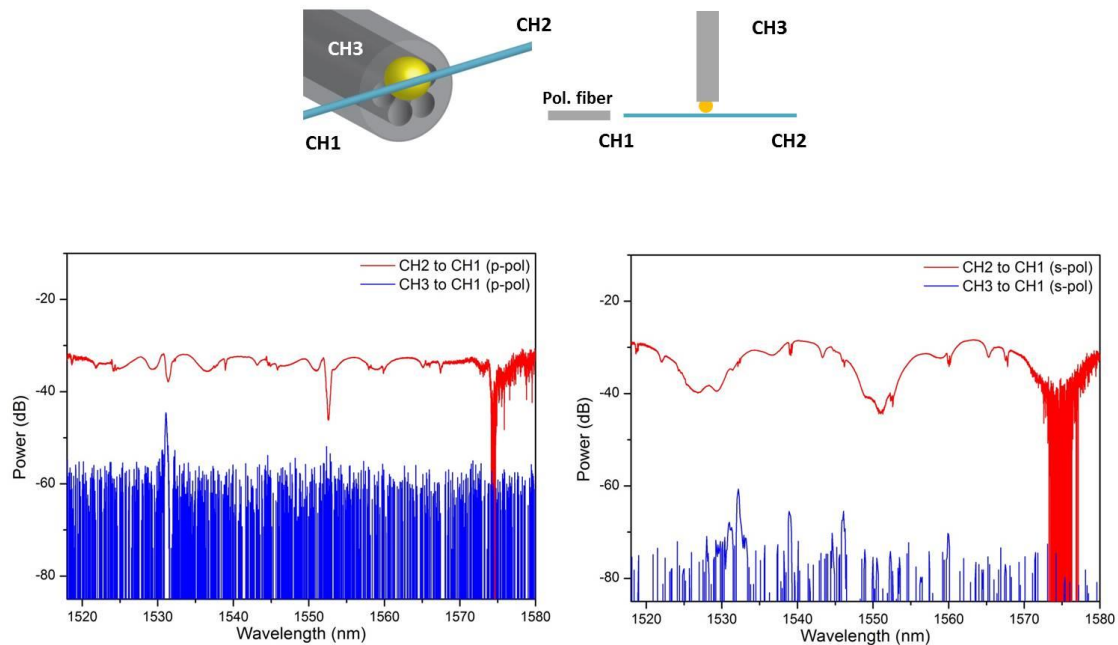 CH2
CH3
CH3
Pol. fiber
CH1
CH1
CH2
CH2 to CH1 (p-pol)
CH3 to CH1 (p-pol)
-20
-40
-60
-80
Power (dB)
1520 1530 1540 1550 1560 1570 1580
Wavelength (nm)
CH2 to CH1 (s-pol)
CH3 to CH1 (s-pol)
-20
-40
-60
-80
Power (dB)
1520 1530 1540 1550 1560 1570 1580
Wavelength (nm)